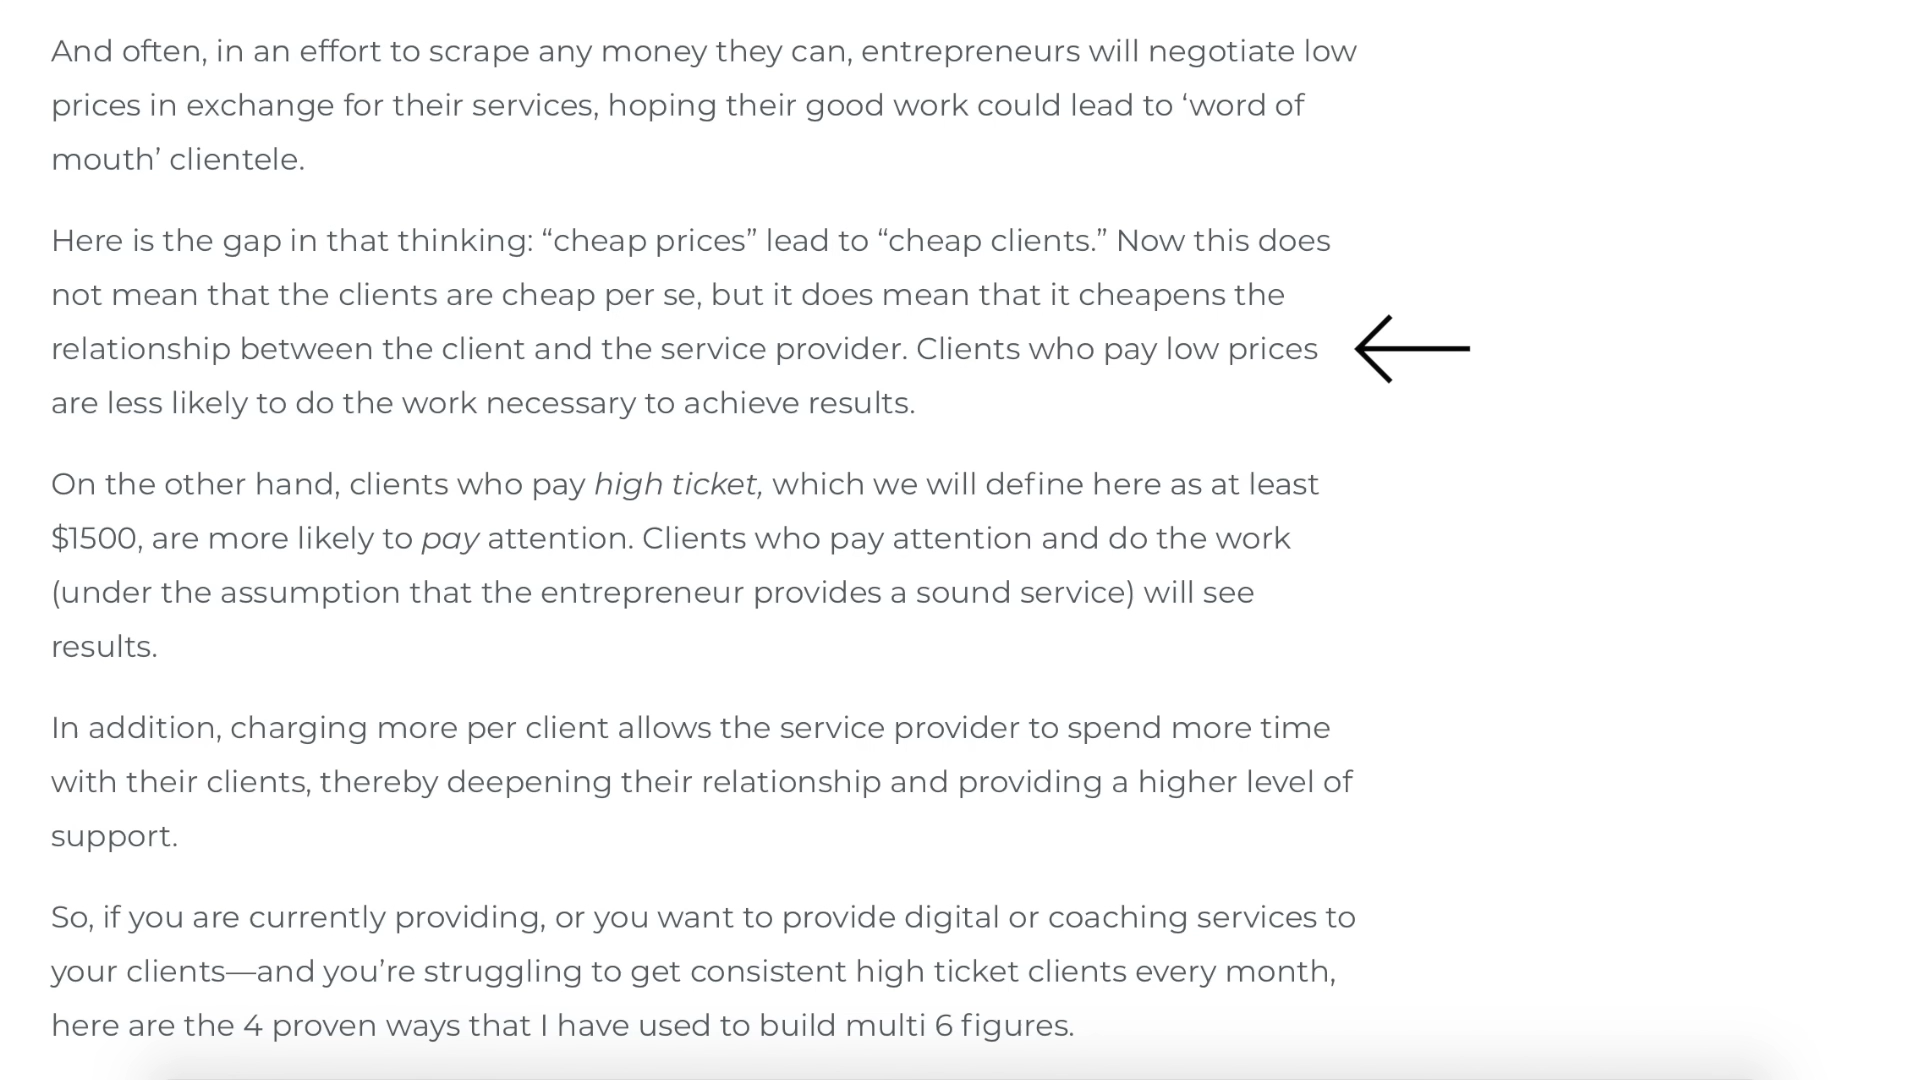 And often, in an effort to scrape any money they can, entrepreneurs will negotiate low
prices in exchange for their services, hoping their good work could lead to ‘word of
mouth’ clientele.
Here is the gap in that thinking: “cheap prices” lead to “cheap clients.” Now this does
not mean that the clients are cheap per se, but it does mean that it cheapens the
relationship between the client and the service provider. Clients who pay low prices
are less likely to do the work necessary to achieve results.
On the other hand, clients who pay high ticket, which we will define here as at least
$1500, are more likely to pay attention. Clients who pay attention and do the work
(under the assumption that the entrepreneur provides a sound service) will see
results.
In addition, charging more per client allows the service provider to spend more time
with their clients, thereby deepening their relationship and providing a higher level of
support.
So, if you are currently providing, or you want to provide digital or coaching services to
your clients—and you’re struggling to get consistent high ticket clients every month,
here are the 4 proven ways that I have used to build multi 6 figures.